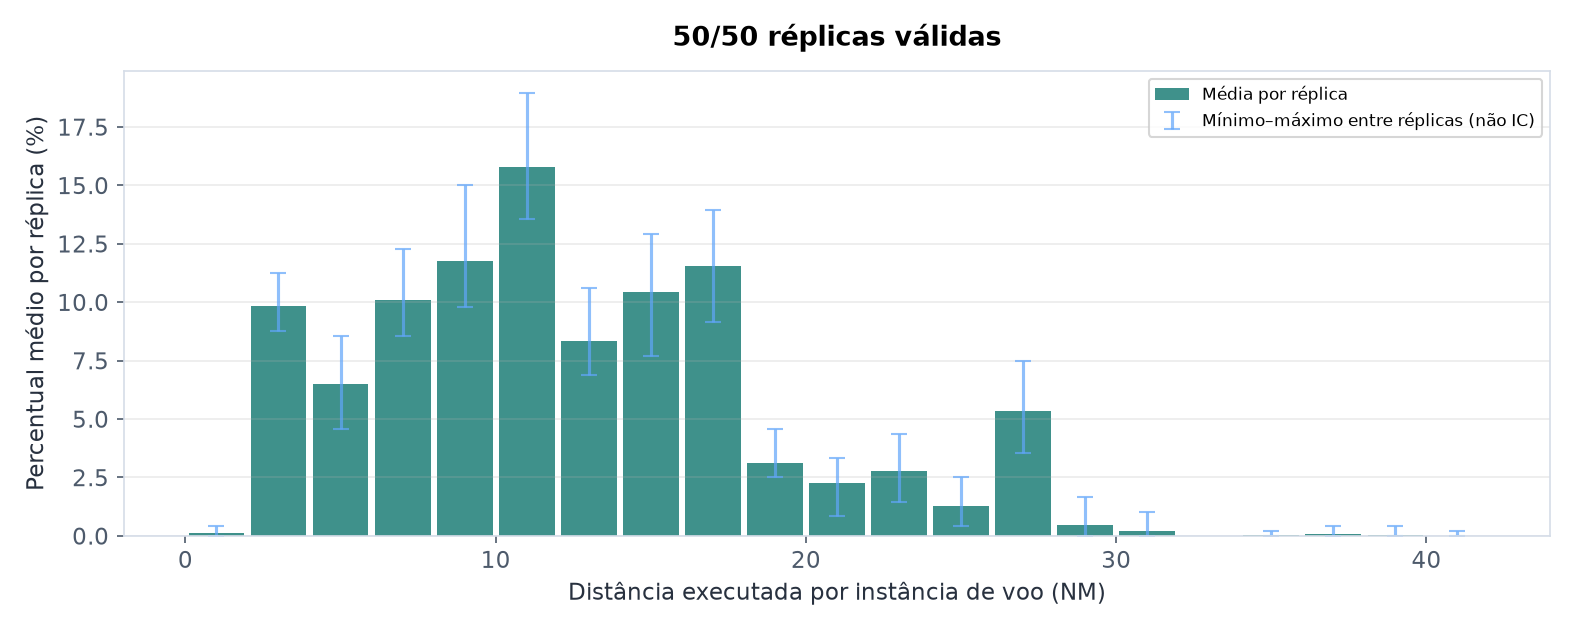 50/50 réplicas válidas
Média por réplica
Mínimo–máximo entre réplicas (não IC)
Percentual médio por réplica (%)
17.5
15.0
12.5
10.0
7.5
5.0
2.5
0.0
0 10 20 30 40
Distância executada por instância de voo (NM)